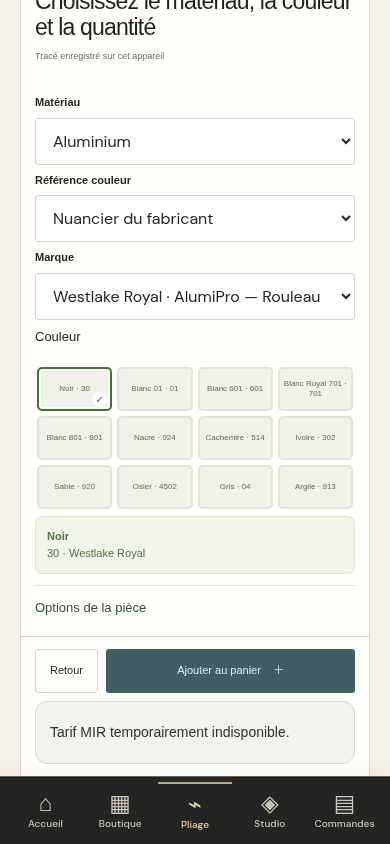 Choisissez le matériau, la couleur
et la quantité
Tracé enregistré sur cet appareil
Matériau
Aluminium
Référence couleur
Nuancier du fabricant
Marque
Westlake Royal · AlumiPro — Rouleau
Couleur
Noir · 30
Blanc 01 · 01
Blanc 601 · 601
Blanc Royal 701 ·
701
Blanc 801 · 801
Nacre · 924
Cachemire · 514
Ivoire · 302
Sable · 920
Osier · 4502
Gris · 04
Argile · 913
Noir
30 · Westlake Royal
Options de la pièce
Retour
Ajouter au panier +
Tarif MIR temporairement indisponible.
Accueil
Boutique
Pliage
Studio
Commandes